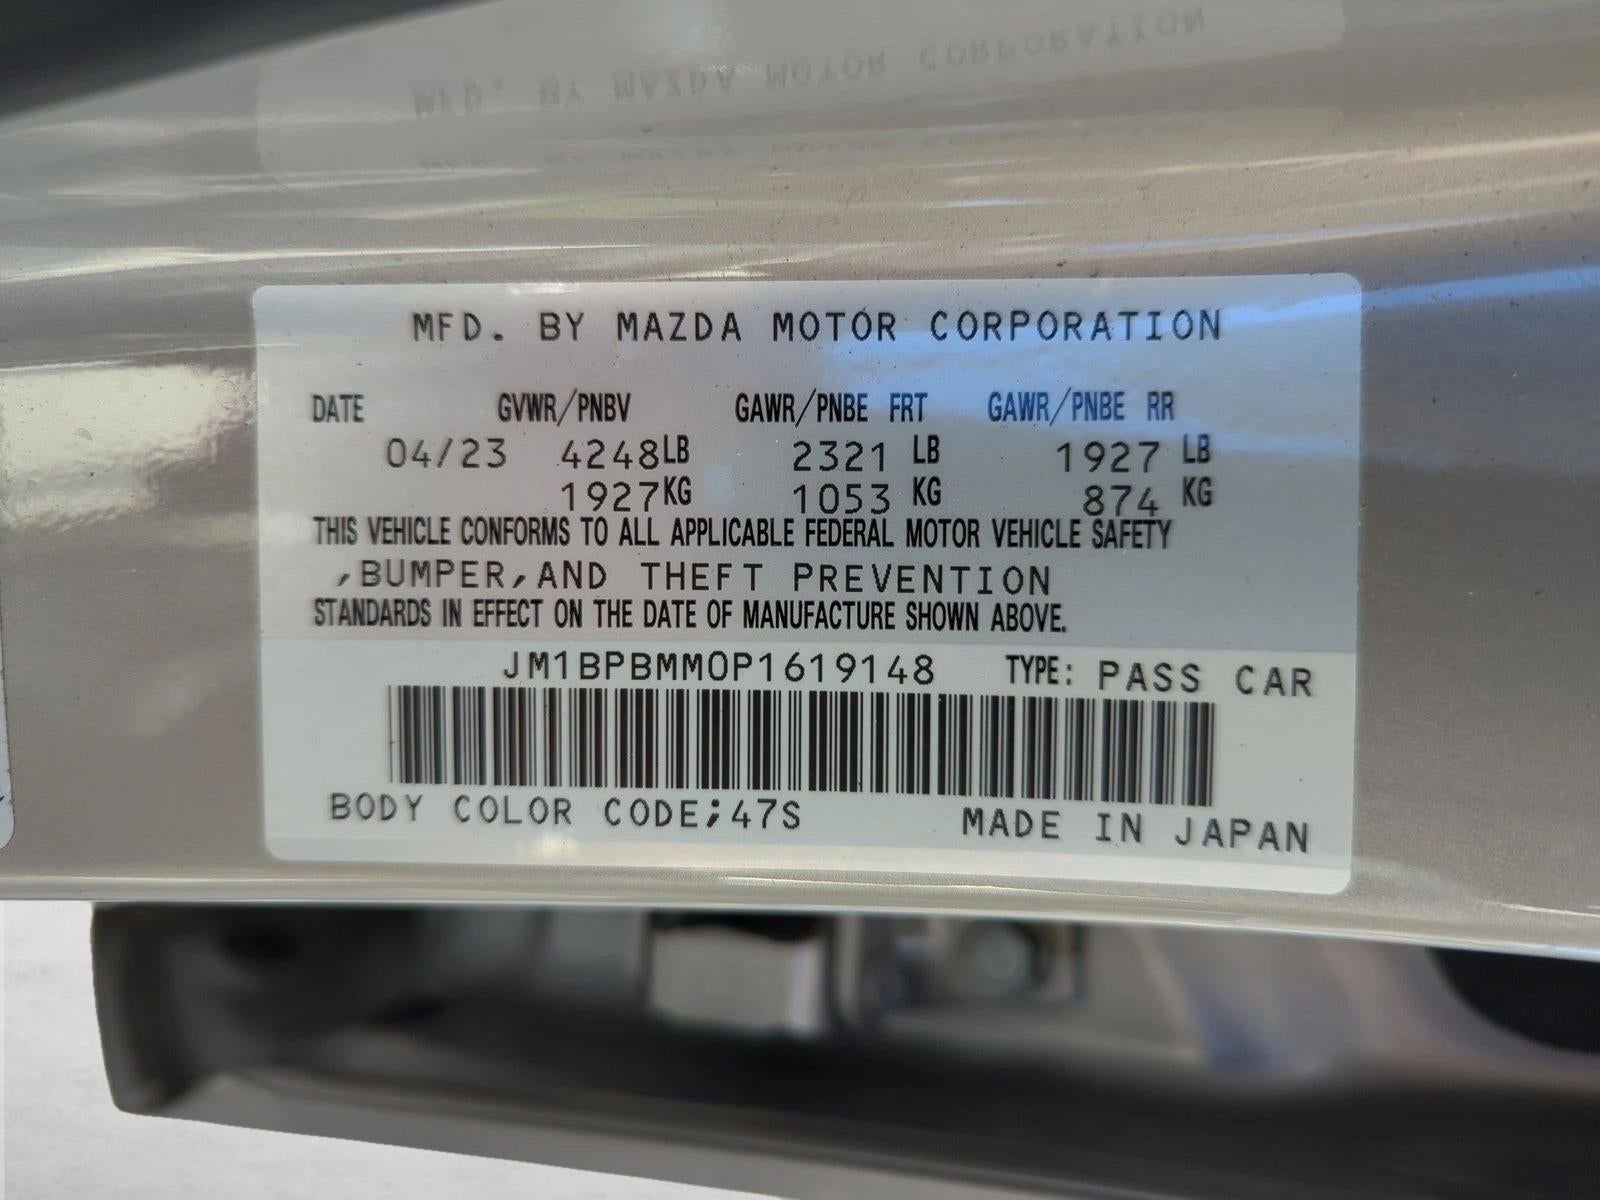 MFD. BY MAZDA MOTOR CORPORATION
DATE GVWR/PNBV GAWR/PNBE FRT GAWR/PNBE RR
04/23 4248LB 2321 LB 1927 LB
1927KG 1053 KG 874 KG
THIS VEHICLE CONFORMS TO ALL APPLICABLE FEDERAL MOTOR VEHICLE SAFETY
,BUMPER,AND THEFT PREVENTION
STANDARDS IN EFFECT ON THE DATE OF MANUFACTURE SHOWN ABOVE.
JM1BPBMM0P1619148 TYPE: PASS CAR
BODY COLOR CODE;47S MADE IN JAPAN